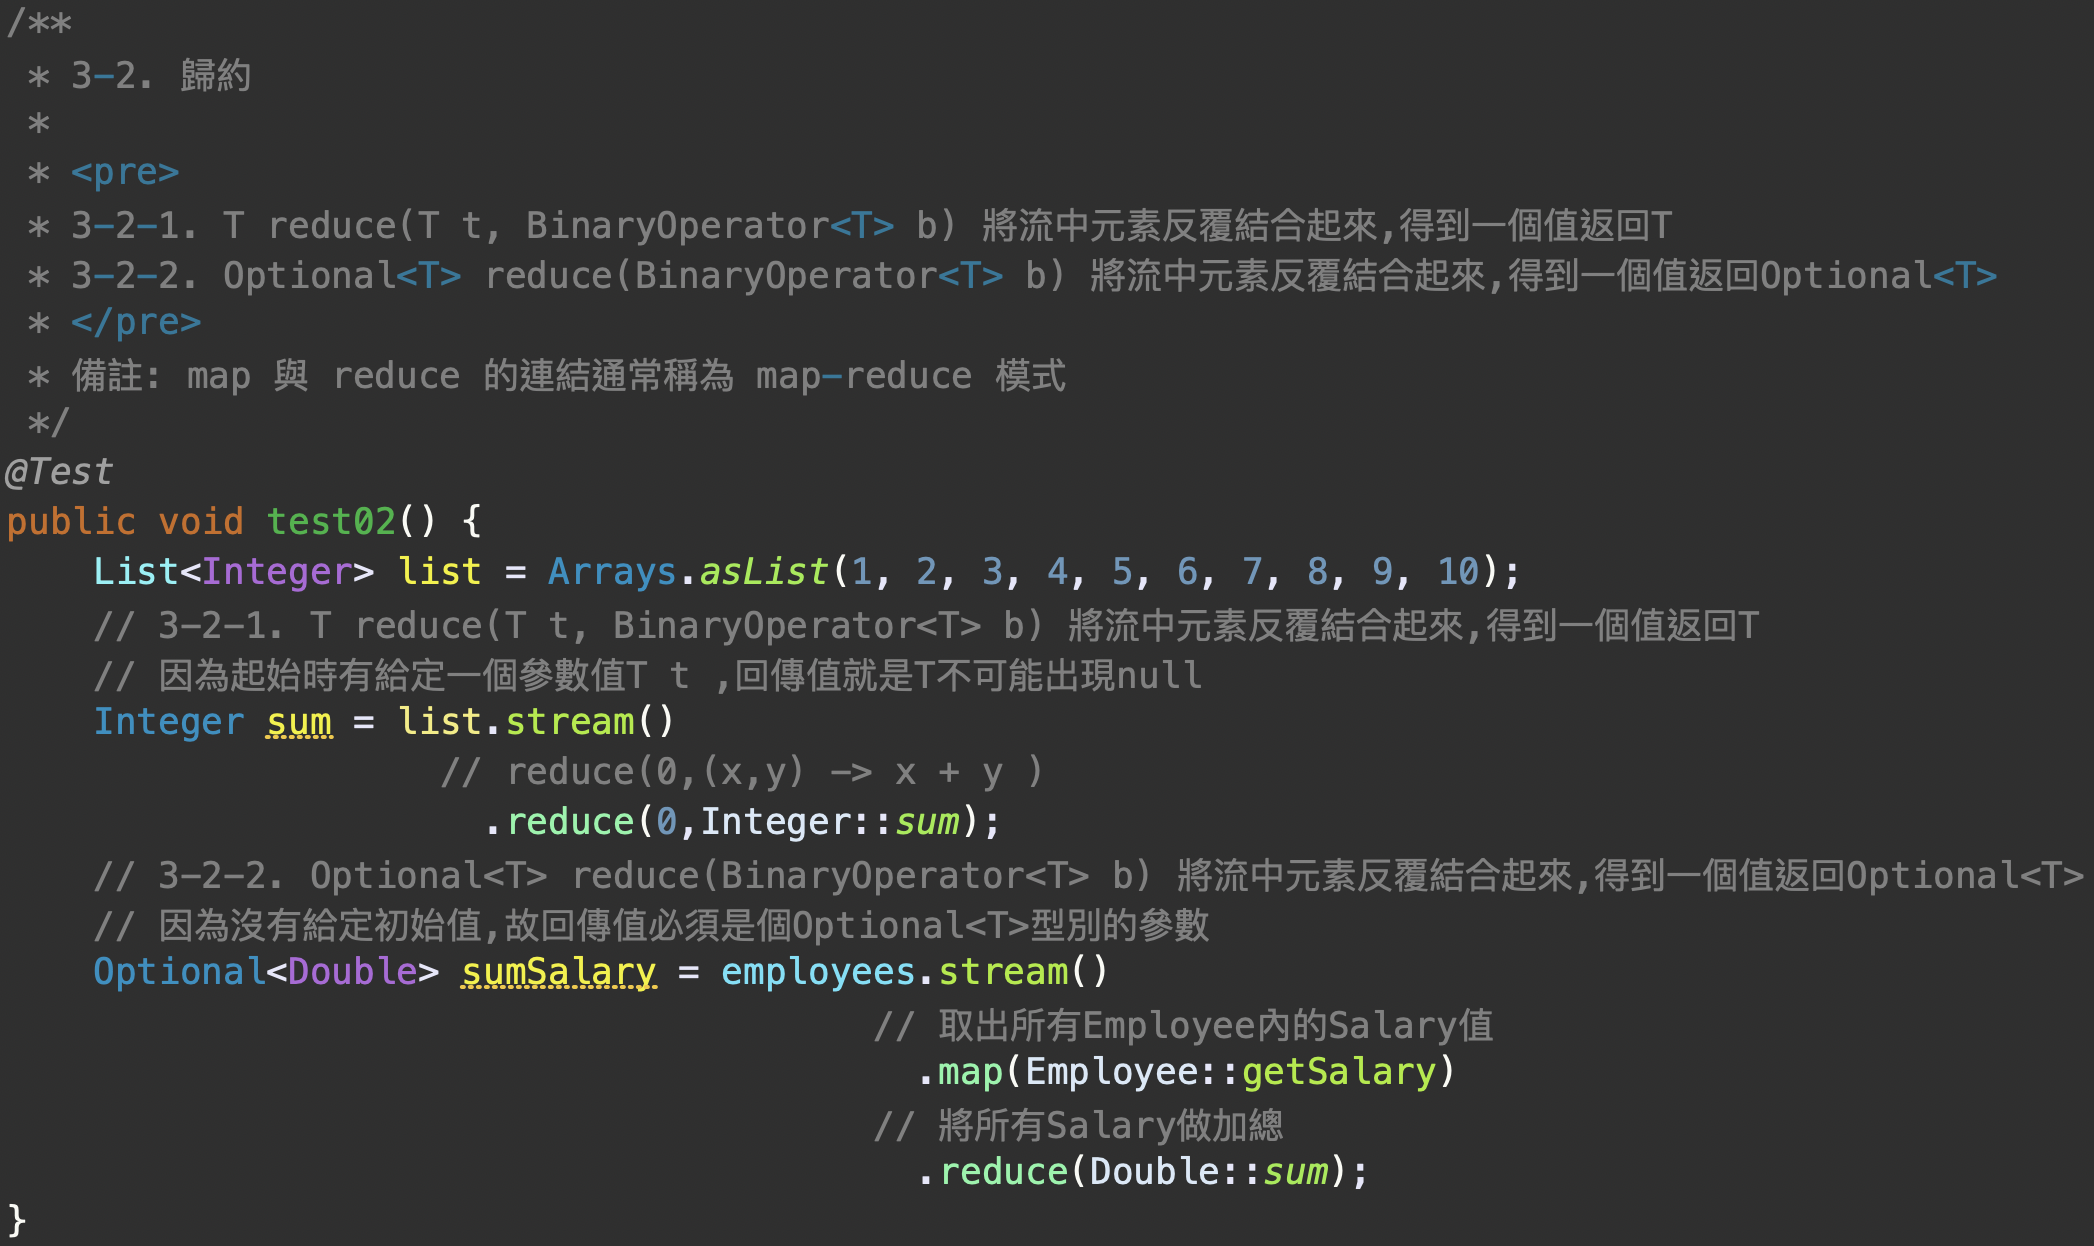 /**
 * 3-2. 歸約
 *
 * <pre>
 * 3-2-1. T reduce(T t, BinaryOperator<T> b) 將流中元素反覆結合起來,得到一個值返回T
 * 3-2-2. Optional<T> reduce(BinaryOperator<T> b) 將流中元素反覆結合起來,得到一個值返回Optional<T>
 * </pre>
 * 備註: map 與 reduce 的連結通常稱為 map-reduce 模式
 */
@Test
public void test02() {
    List<Integer> list = Arrays.asList(1, 2, 3, 4, 5, 6, 7, 8, 9, 10);
    // 3-2-1. T reduce(T t, BinaryOperator<T> b) 將流中元素反覆結合起來,得到一個值返回T
    // 因為起始時有給定一個參數值T t ,回傳值就是T不可能出現null
    Integer sum = list.stream()
                    // reduce(0,(x,y) -> x + y )
                      .reduce(0,Integer::sum);
    // 3-2-2. Optional<T> reduce(BinaryOperator<T> b) 將流中元素反覆結合起來,得到一個值返回Optional<T>
    // 因為沒有給定初始值,故回傳值必須是個Optional<T>型別的參數
    Optional<Double> sumSalary = employees.stream()
                                        // 取出所有Employee內的Salary值
                                          .map(Employee::getSalary)
                                        // 將所有Salary做加總
                                          .reduce(Double::sum);
}